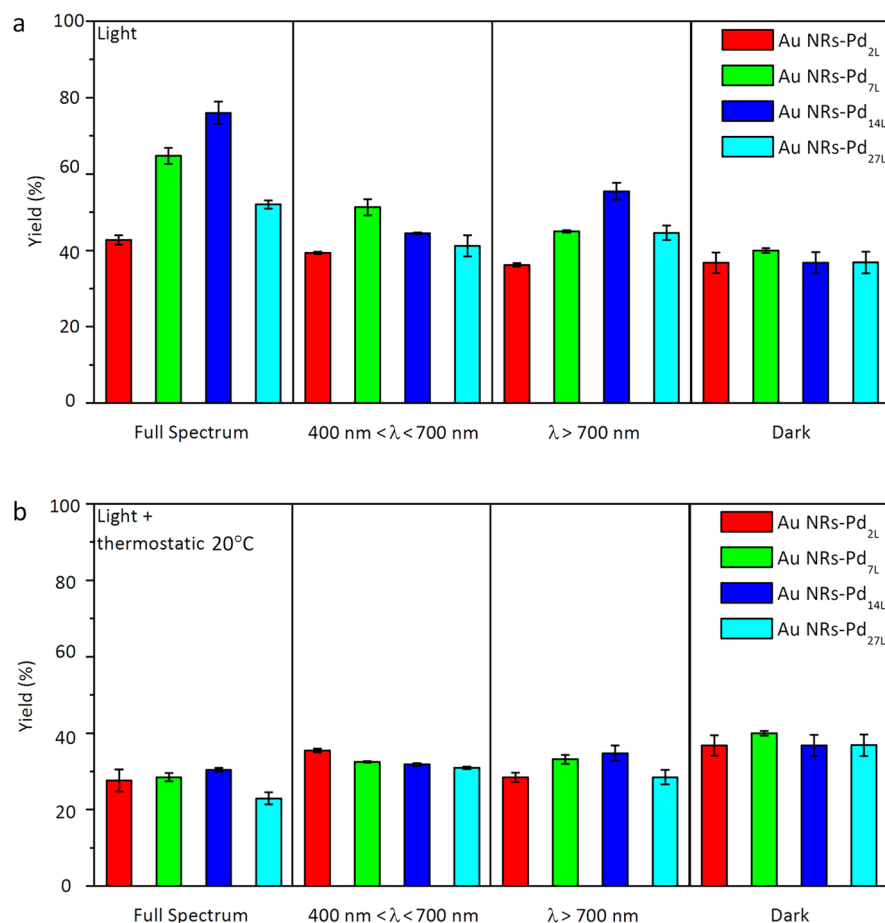 a
Light
Au NRs-Pd2L
Au NRs-Pd7L
Au NRs-Pd14L
Au NRs-Pd27L
100
80
60
40
20
0
Yield (%)
Full Spectrum
400 nm < λ < 700 nm
λ > 700 nm
Dark
b
Light +
thermostatic 20°C
Au NRs-Pd2L
Au NRs-Pd7L
Au NRs-Pd14L
Au NRs-Pd27L
100
80
60
40
20
0
Yield (%)
Full Spectrum
400 nm < λ < 700 nm
λ > 700 nm
Dark